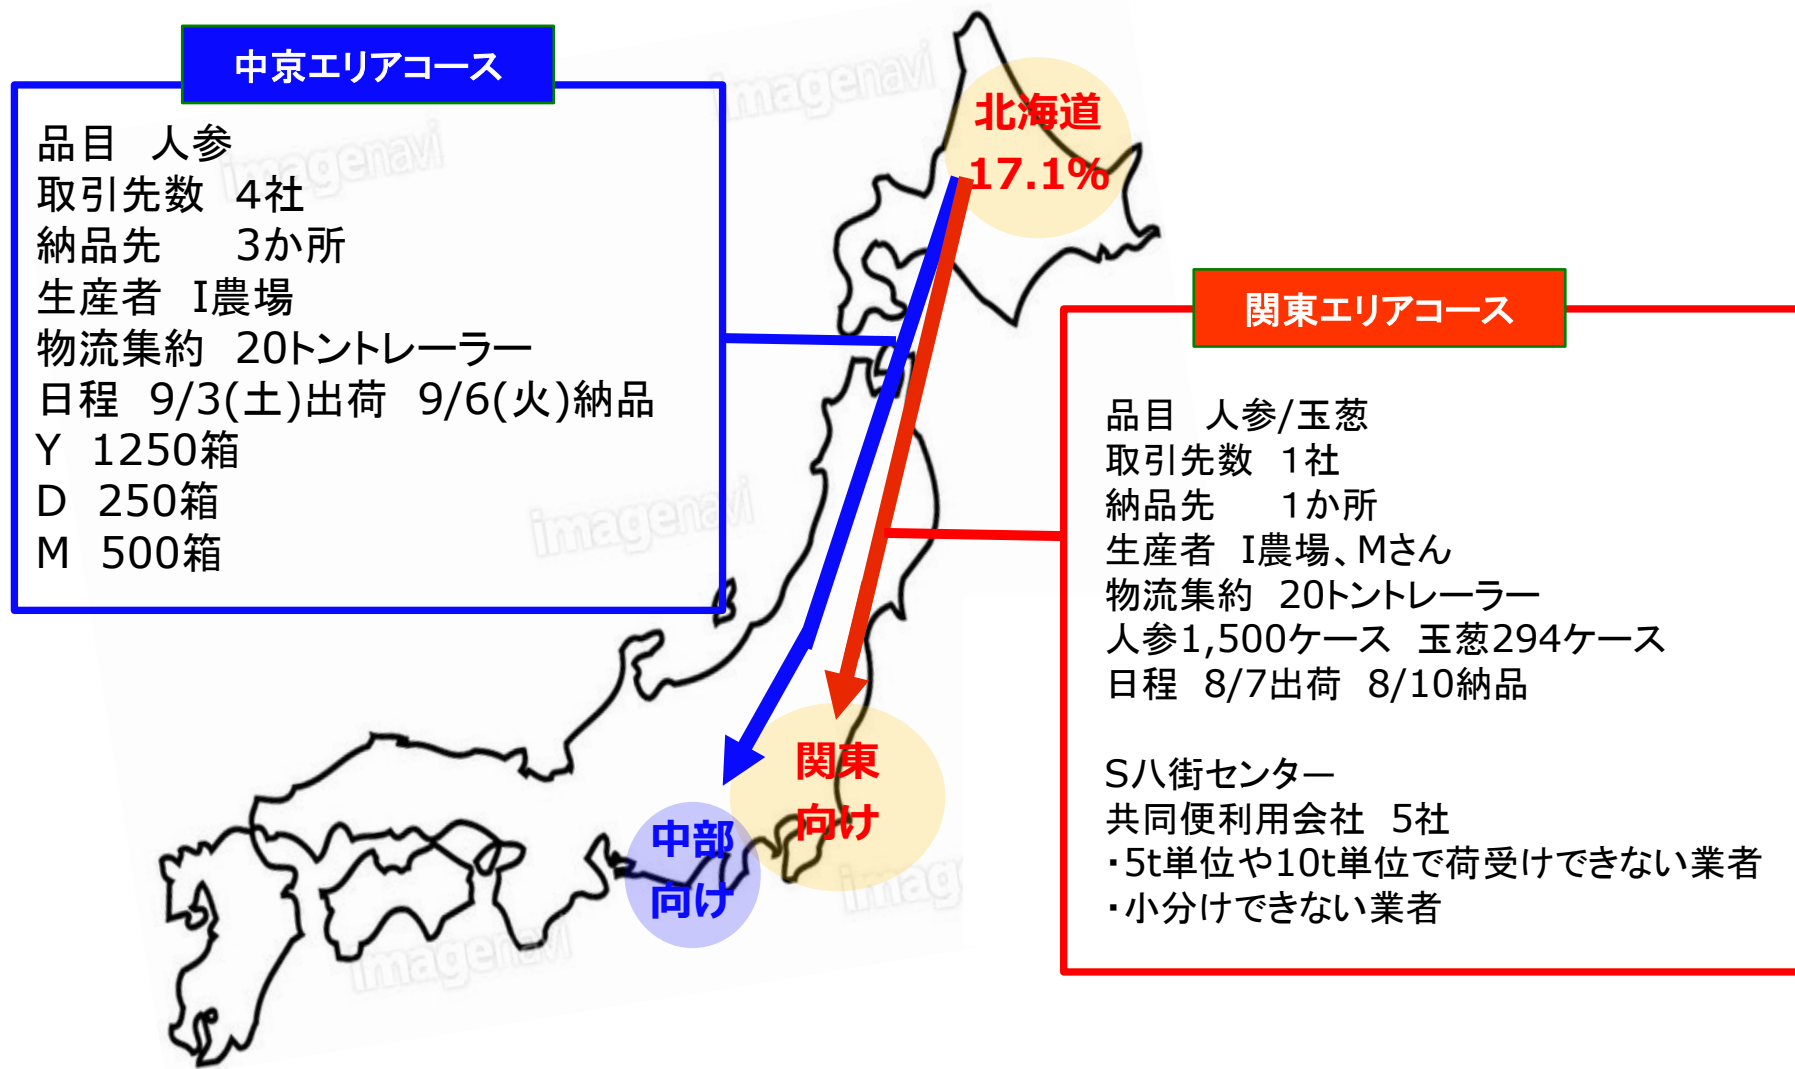 中京エリアコース
品目　人参
取引先数　4社
納品先　　3か所
生産者　I農場
物流集約　20トントレーラー
日程　9/3(土)出荷　9/6(火)納品
Y　1250箱
D　250箱
M　500箱
北海道
17.1%
関東エリアコース
品目　人参/玉葱
取引先数　1社
納品先　　1か所
生産者　I農場、Mさん
物流集約　20トントレーラー
人参1,500ケース　玉葱294ケース
日程　8/7出荷　8/10納品
S八街センター
共同便利用会社　5社
・5t単位や10t単位で荷受けできない業者
・小分けできない業者
関東
向け
中部
向け
imagenavi
imagenavi
imagenavi
imagenavi
imag